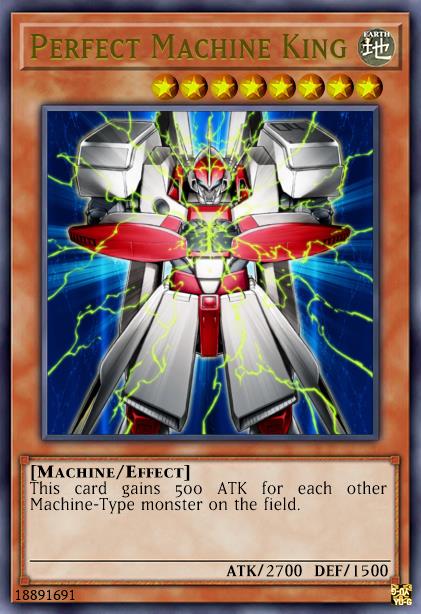 Perfect Machine King
EARTH
地
[Machine/Effect]
This card gains 500 ATK for each other
Machine-Type monster on the field.
ATK/2700 DEF/1500
18891691